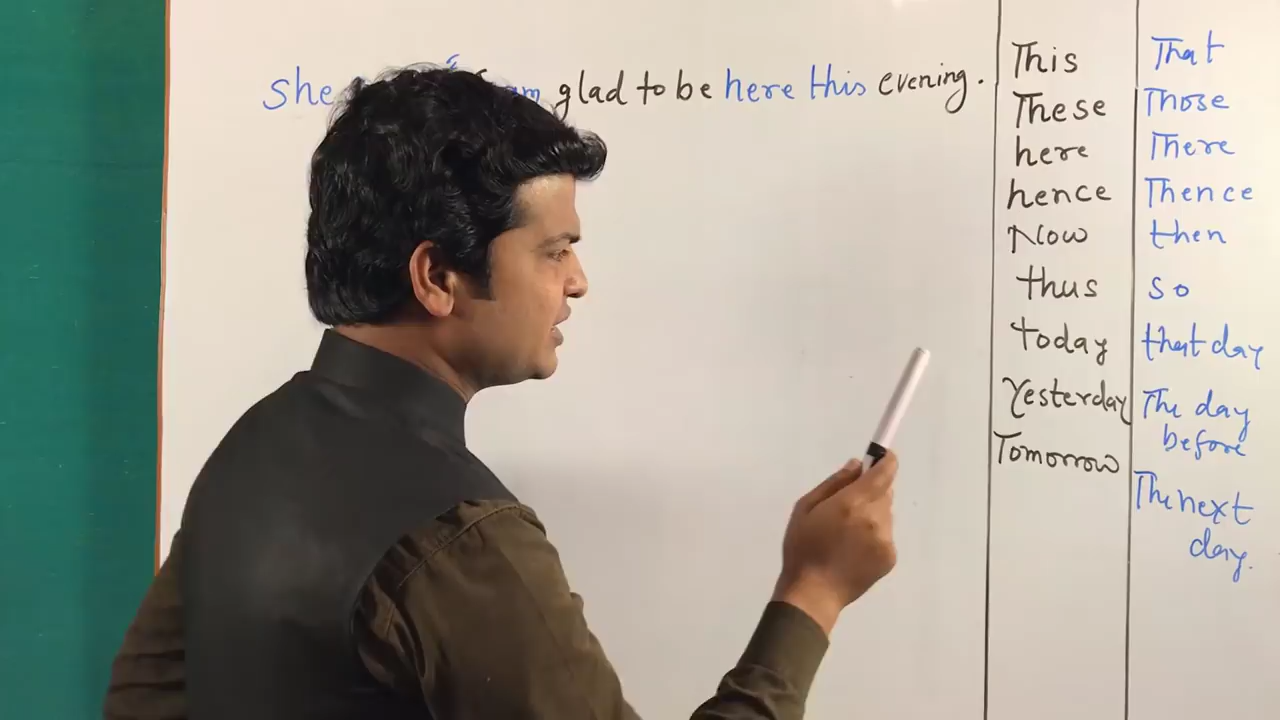 She am glad to be here this evening.
This That
These Those
here There
hence Thence
Now then
thus so
today that day
Yesterday The day
before
Tomorrow
The next
day.